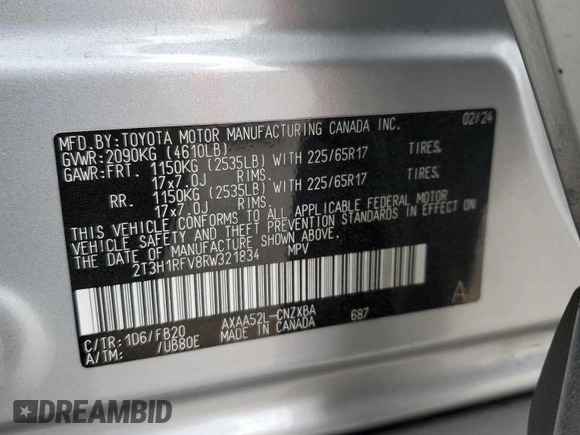 MFD.BY:TOYOTA MOTOR MANUFACTURING CANADA INC. 02/24
GVWR:2090KG (4610LB)
GAWR:FRT. 1150KG (2535LB) WITH 225/65R17 TIRES.
17x7.0J RIMS.
RR. 1150KG (2535LB) WITH 225/65R17 TIRES.
17x7.0J RIMS.
THIS VEHICLE CONFORMS TO ALL APPLICABLE FEDERAL MOTOR
VEHICLE SAFETY AND THEFT PREVENTION STANDARDS IN EFFECT ON
THE DATE OF MANUFACTURE SHOWN ABOVE.
2T3H1RFV8RW321834 MPV
C/TR:1D6/FB20 AXAA52L-CNZXBA 687 A
A/TM: /UB80E MADE IN CANADA
DREAMBID